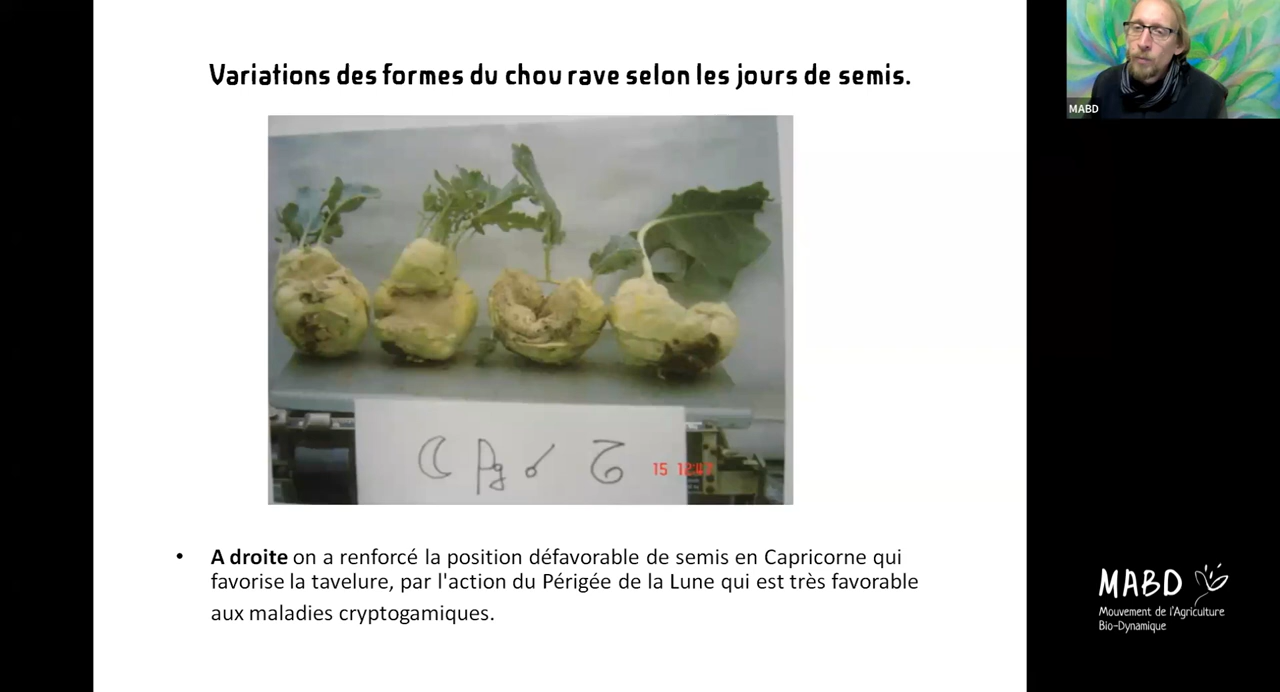 Variations des formes du chou rave selon les jours de semis.
MABD
Pg
15 12:07
• A droite on a renforcé la position défavorable de semis en Capricorne qui
favorise la tavelure, par l'action du Périgée de la Lune qui est très favorable
aux maladies cryptogamiques.
MABD
Mouvement de l'Agriculture
Bio-Dynamique